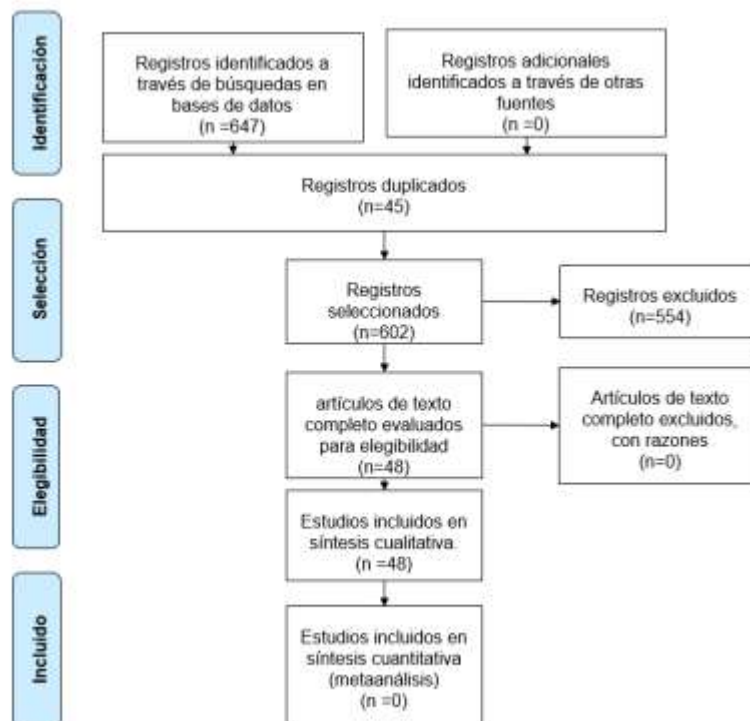 Identificación
Registros identificados a
través de búsquedas en
bases de datos
(n =647)
Registros adicionales
identificados a través de otras
fuentes
(n =0)
Registros duplicados
(n=45)
Selección
Registros
seleccionados
(n=602)
Registros excluidos
(n=554)
Elegibilidad
artículos de texto
completo evaluados
para elegibilidad
(n=48)
Artículos de texto
completo excluidos,
con razones
(n=0)
Estudios incluidos en
síntesis cualitativa.
(n =48)
Incluido
Estudios incluidos en
síntesis cuantitativa
(metaanálisis)
(n =0)